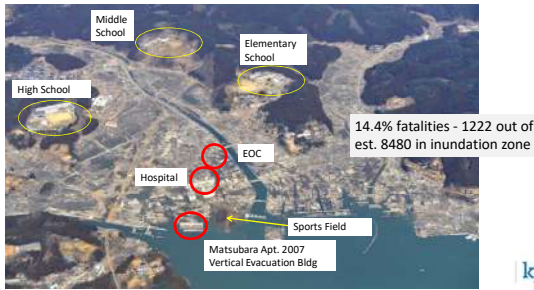 Middle
School
Elementary
School
High School
14.4% fatalities - 1222 out of
est. 8480 in inundation zone
EOC
Hospital
Sports Field
Matsubara Apt. 2007
Vertical Evacuation Bldg